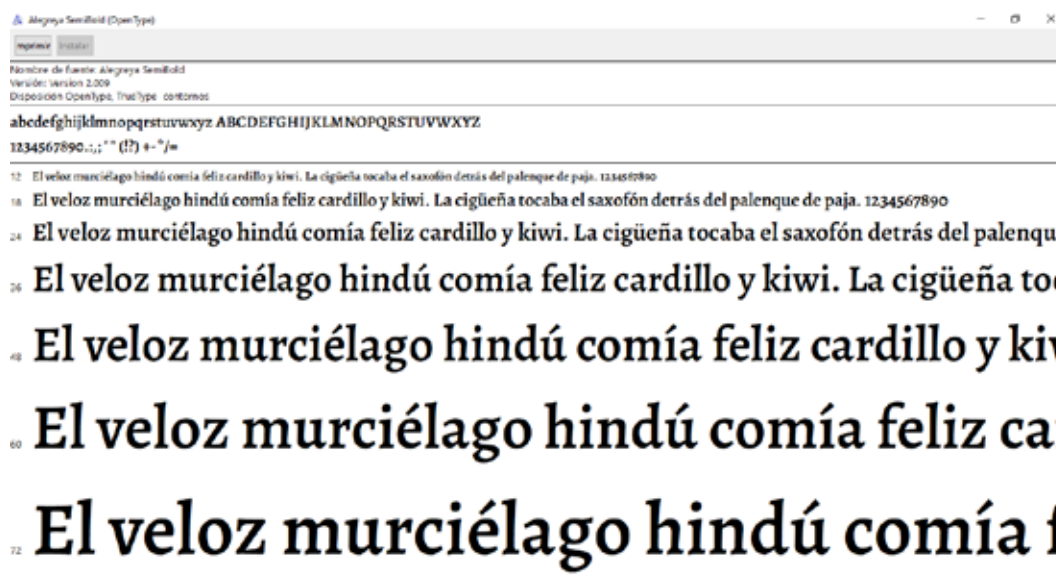 Alegreya SemiBold (OpenType)
Imprimir Instalar
Nombre de fuente: Alegreya SemiBold
Versión: Version 2.009
Disposición OpenType, TrueType contornos
abcdefghijklmnopqrstuvwxyz ABCDEFGHIJKLMNOPQRSTUVWXYZ
1234567890.:,; ' " (!?) +-*/=
12 El veloz murciélago hindú comía feliz cardillo y kiwi. La cigüeña tocaba el saxofón detrás del palenque de paja. 1234567890
18 El veloz murciélago hindú comía feliz cardillo y kiwi. La cigüeña tocaba el saxofón detrás del palenque de paja. 1234567890
24 El veloz murciélago hindú comía feliz cardillo y kiwi. La cigüeña tocaba el saxofón detrás del palenqu
36 El veloz murciélago hindú comía feliz cardillo y kiwi. La cigüeña to
48 El veloz murciélago hindú comía feliz cardillo y ki
60 El veloz murciélago hindú comía feliz ca
72 El veloz murciélago hindú comía f